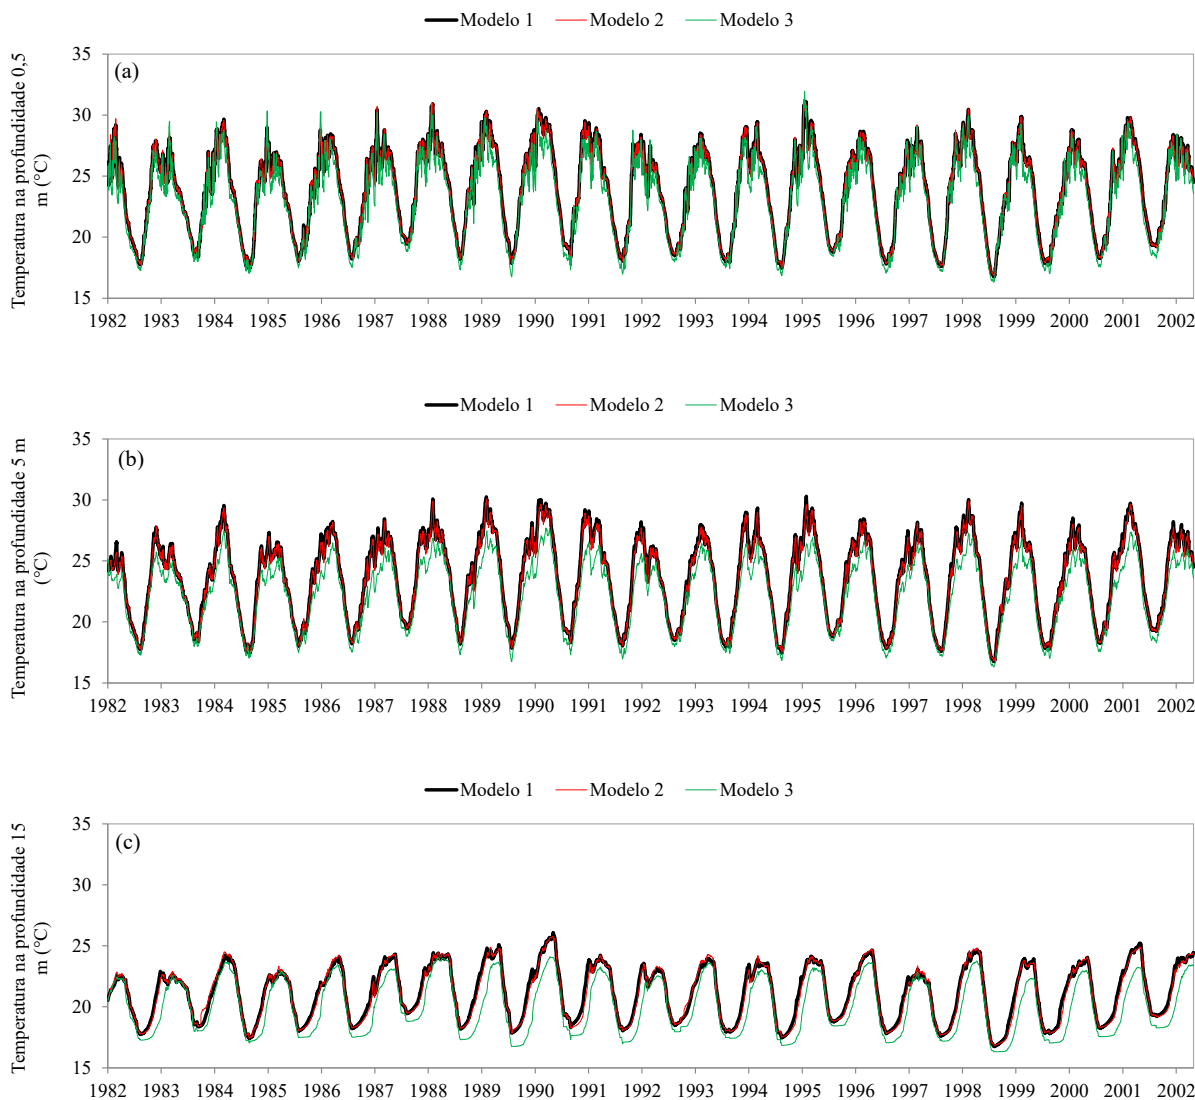 Modelo 1 Modelo 2 Modelo 3
Temperatura na profundidade 0,5
m (°C)
(a)
35
30
25
20
15
1982 1983 1984 1985 1986 1987 1988 1989 1990 1991 1992 1993 1994 1995 1996 1997 1998 1999 2000 2001 2002
Modelo 1 Modelo 2 Modelo 3
Temperatura na profundidade 5 m
(°C)
(b)
35
30
25
20
15
1982 1983 1984 1985 1986 1987 1988 1989 1990 1991 1992 1993 1994 1995 1996 1997 1998 1999 2000 2001 2002
Modelo 1 Modelo 2 Modelo 3
Temperatura na profundidade 15
m (°C)
(c)
35
30
25
20
15
1982 1983 1984 1985 1986 1987 1988 1989 1990 1991 1992 1993 1994 1995 1996 1997 1998 1999 2000 2001 2002